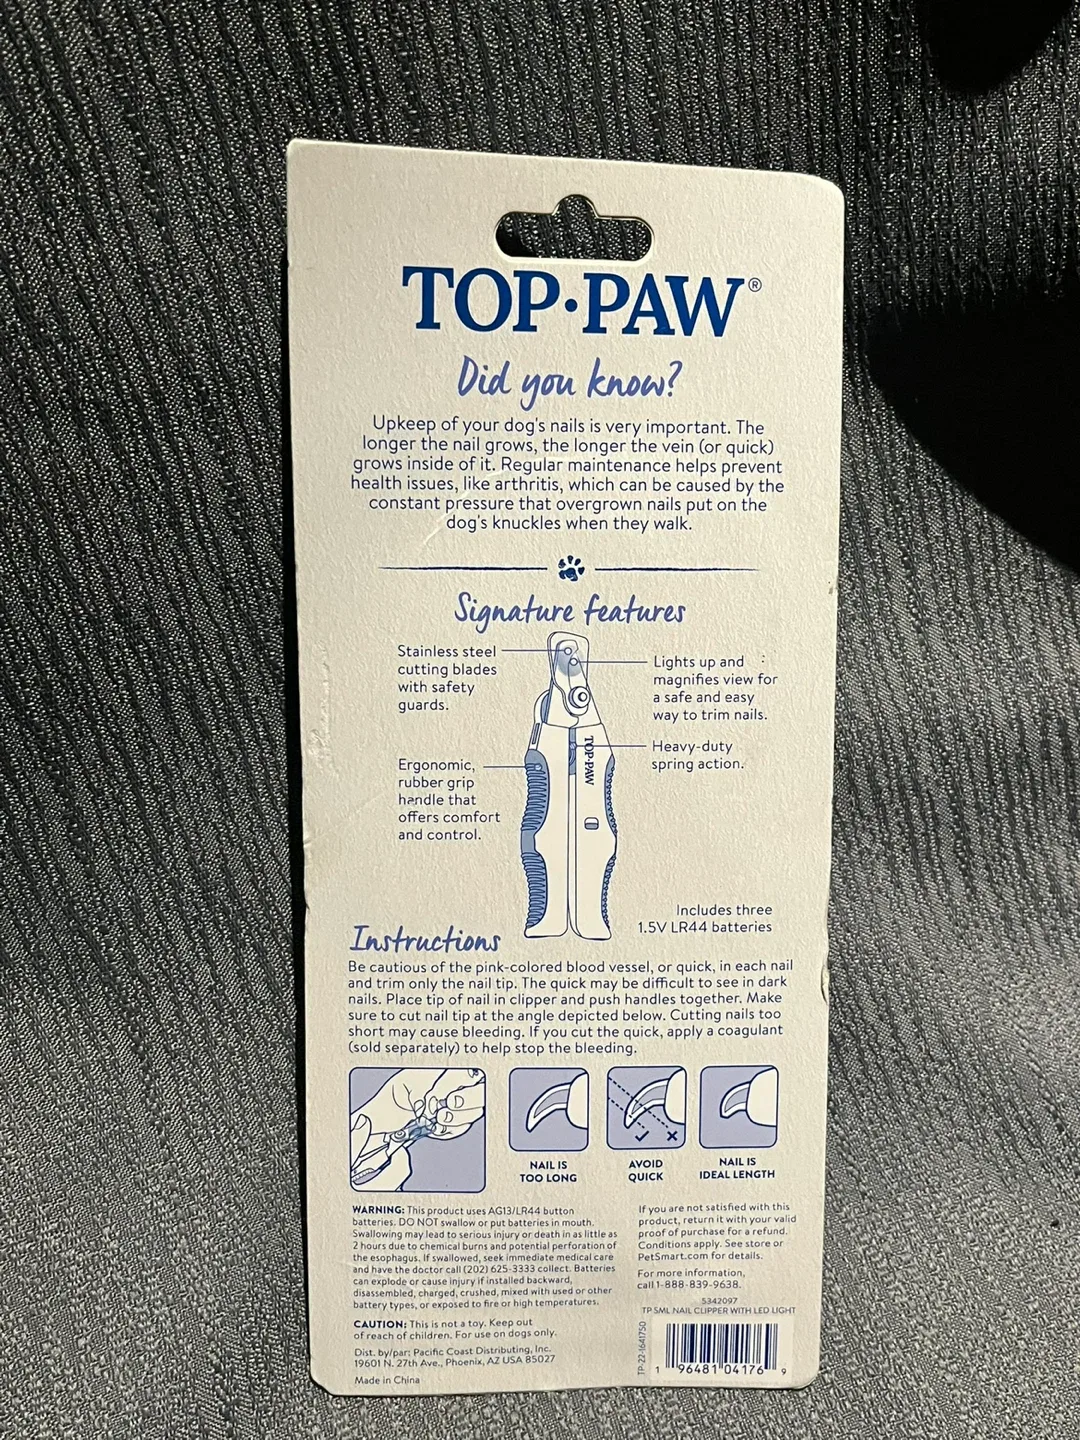 TOP•PAW®
Did you know?
Upkeep of your dog's nails is very important. The
longer the nail grows, the longer the vein (or quick)
grows inside of it. Regular maintenance helps prevent
health issues, like arthritis, which can be caused by the
constant pressure that overgrown nails put on the
dog's knuckles when they walk.
Signature features
Stainless steel
cutting blades
with safety
guards.
Lights up and
magnifies view for
a safe and easy
way to trim nails.
Heavy-duty
spring action.
TOP•PAW
Ergonomic,
rubber grip
handle that
offers comfort
and control.
Includes three
1.5V LR44 batteries
Instructions
Be cautious of the pink-colored blood vessel, or quick, in each nail
and trim only the nail tip. The quick may be difficult to see in dark
nails. Place tip of nail in clipper and push handles together. Make
sure to cut nail tip at the angle depicted below. Cutting nails too
short may cause bleeding. If you cut the quick, apply a coagulant
(sold separately) to help stop the bleeding.
NAIL IS
TOO LONG
AVOID
QUICK
NAIL IS
IDEAL LENGTH
WARNING: This product uses AG13/LR44 button
batteries. DO NOT swallow or put batteries in mouth.
Swallowing may lead to serious injury or death in as little as
2 hours due to chemical burns and potential perforation of
the esophagus. If swallowed, seek immediate medical care
and have the doctor call (202) 625-3333 collect. Batteries
can explode or cause injury if installed backward,
disassembled, charged, crushed, mixed with used or other
battery types, or exposed to fire or high temperatures.
CAUTION: This is not a toy. Keep out
of reach of children. For use on dogs only.
Dist. by/par: Pacific Coast Distributing, Inc.
19601 N. 27th Ave., Phoenix, AZ USA 85027
Made in China
If you are not satisfied with this
product, return it with your valid
proof of purchase for a refund.
Conditions apply. See store or
PetSmart.com for details.
For more information,
call 1-888-839-9638.
5342097
TP SML NAIL CLIPPER WITH LED LIGHT
TP-22-1641750
1 96481 04176 9